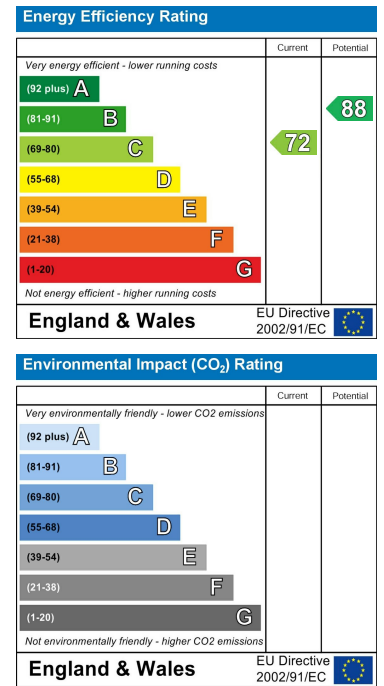 Energy Efficiency Rating
Current Potential
Very energy efficient - lower running costs
(92 plus) A
(81-91) B
88
(69-80) C
72
(55-68) D
(39-54) E
(21-38) F
(1-20) G
Not energy efficient - higher running costs
England & Wales
EU Directive
2002/91/EC
Environmental Impact (CO₂) Rating
Current Potential
Very environmentally friendly - lower CO2 emissions
(92 plus) A
(81-91) B
(69-80) C
(55-68) D
(39-54) E
(21-38) F
(1-20) G
Not environmentally friendly - higher CO2 emissions
England & Wales
EU Directive
2002/91/EC